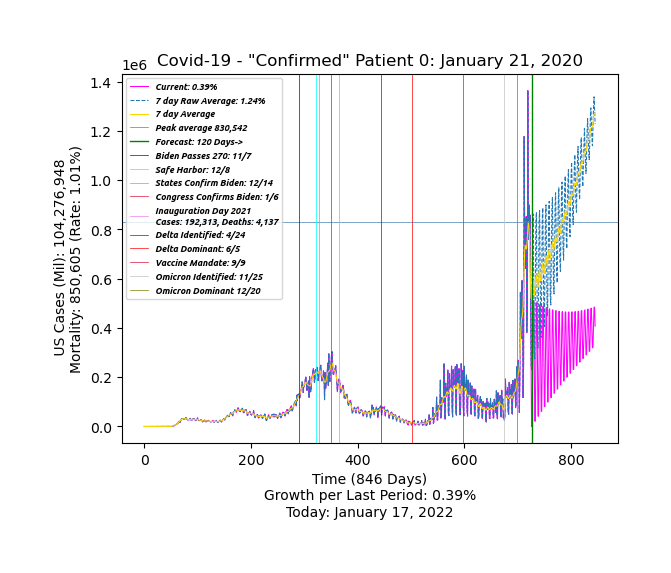 Covid-19 - "Confirmed" Patient 0: January 21, 2020
1e6
1.4
1.2
1.0
0.8
0.6
0.4
0.2
0.0
US Cases (Mil): 104,276,948
Mortality: 850,605 (Rate: 1.01%)
Current: 0.39%
7 day Raw Average: 1.24%
7 day Average
Peak average 830,542
Forecast: 120 Days->
Biden Passes 270: 11/7
Safe Harbor: 12/8
States Confirm Biden: 12/14
Congress Confirms Biden: 1/6
Inauguration Day 2021
Cases: 192,313, Deaths: 4,137
Delta Identified: 4/24
Delta Dominant: 6/5
Vaccine Mandate: 9/9
Omicron Identified: 11/25
Omicron Dominant 12/20
0 200 400 600 800
Time (846 Days)
Growth per Last Period: 0.39%
Today: January 17, 2022